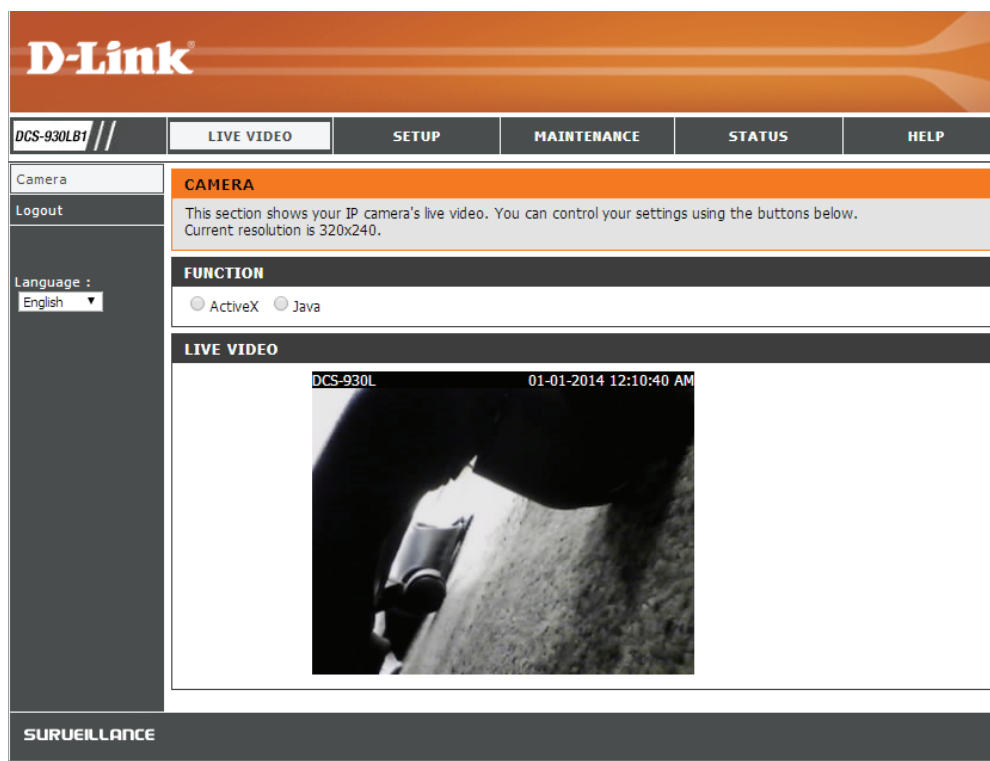 D-Link®
DCS-930LB1
LIVE VIDEO
SETUP
MAINTENANCE
STATUS
HELP
Camera
Logout
Language :
English
CAMERA
This section shows your IP camera's live video. You can control your settings using the buttons below.
Current resolution is 320x240.
FUNCTION
ActiveX
Java
LIVE VIDEO
DCS-930L
01-01-2014 12:10:40 AM
SURVEILLANCE